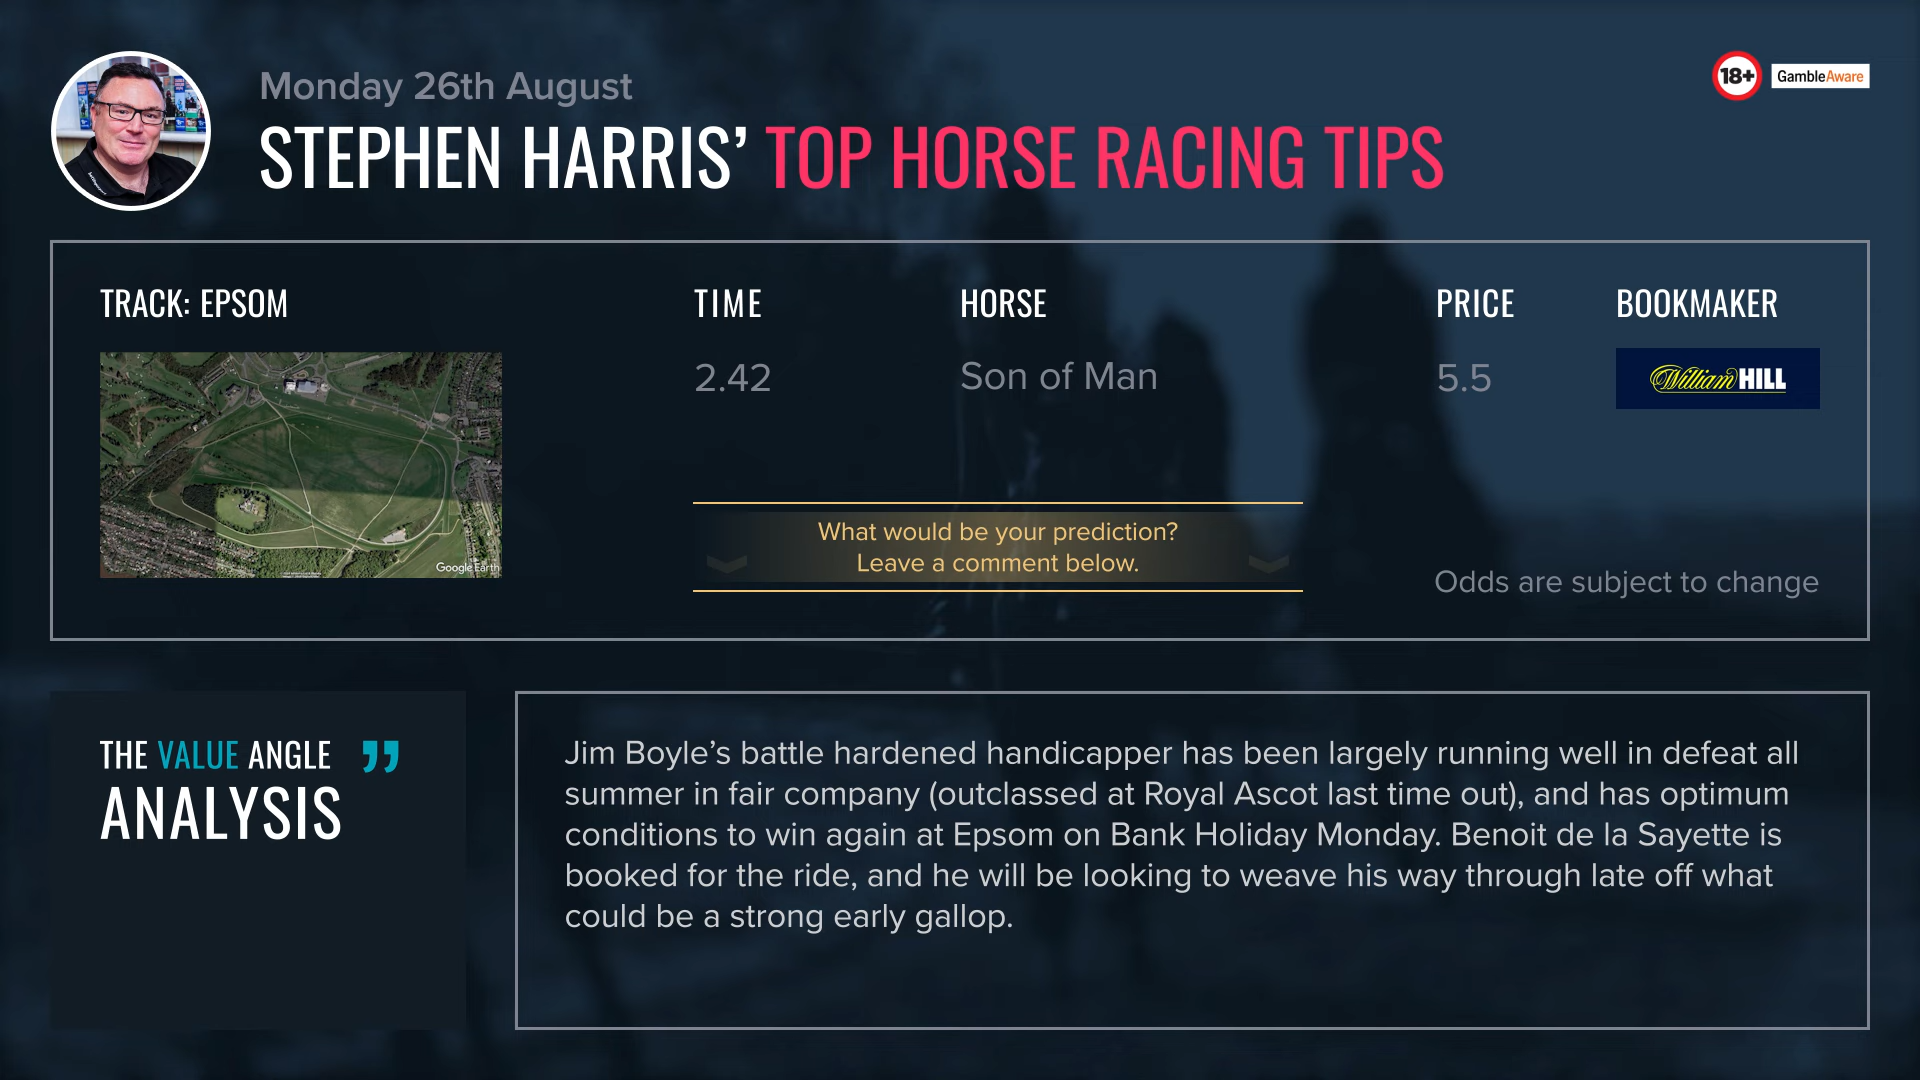 Monday 26th August
STEPHEN HARRIS’ TOP HORSE RACING TIPS
18+
GambleAware
TRACK: EPSOM
TIME
HORSE
PRICE
BOOKMAKER
2.42
Son of Man
5.5
William HILL
Google Earth
What would be your prediction?
Leave a comment below.
Odds are subject to change
THE VALUE ANGLE ”
ANALYSIS
Jim Boyle’s battle hardened handicapper has been largely running well in defeat all
summer in fair company (outclassed at Royal Ascot last time out), and has optimum
conditions to win again at Epsom on Bank Holiday Monday. Benoit de la Sayette is
booked for the ride, and he will be looking to weave his way through late off what
could be a strong early gallop.